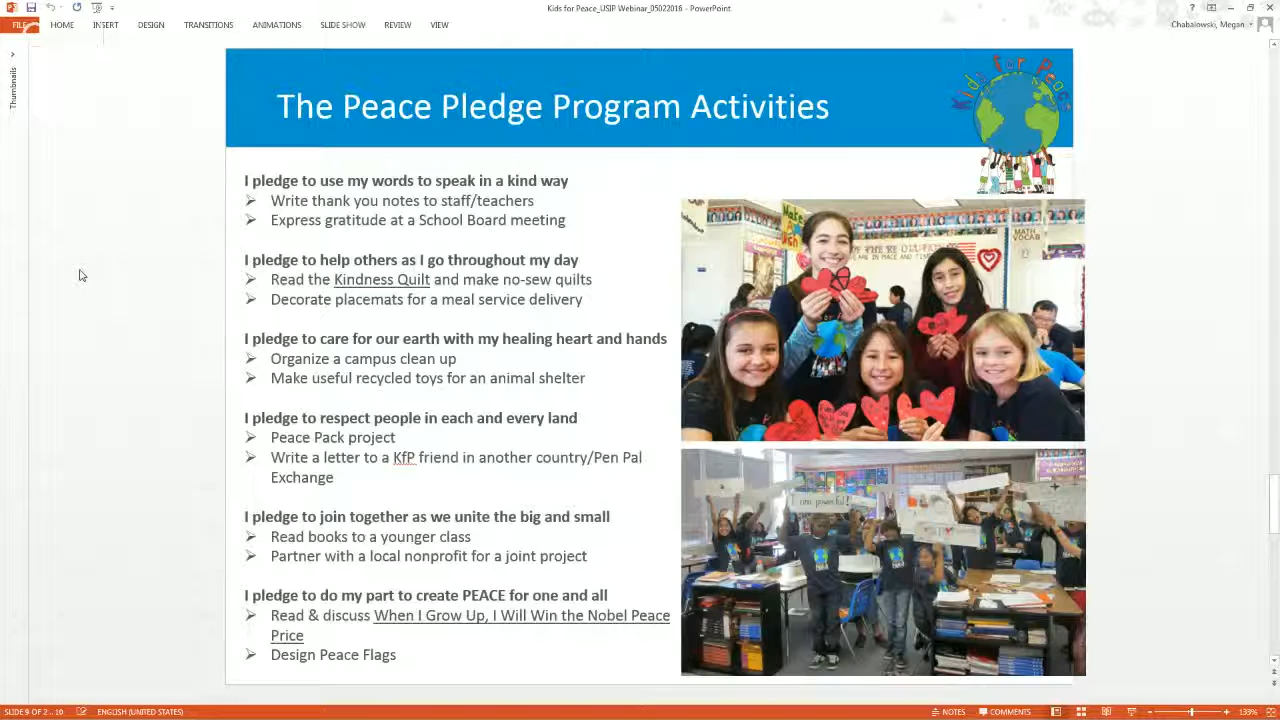 Kids for Peace_USIP Webinar_05022016 - PowerPoint
FILE HOME INSERT DESIGN TRANSITIONS ANIMATIONS SLIDE SHOW REVIEW VIEW
Chabalowski, Megan
Thumbnails
The Peace Pledge Program Activities
Kids for Peace
I pledge to use my words to speak in a kind way
Write thank you notes to staff/teachers
Express gratitude at a School Board meeting
I pledge to help others as I go throughout my day
Read the Kindness Quilt and make no-sew quilts
Decorate placemats for a meal service delivery
I pledge to care for our earth with my healing heart and hands
Organize a campus clean up
Make useful recycled toys for an animal shelter
I pledge to respect people in each and every land
Peace Pack project
Write a letter to a KfP friend in another country/Pen Pal
Exchange
I pledge to join together as we unite the big and small
Read books to a younger class
Partner with a local nonprofit for a joint project
I pledge to do my part to create PEACE for one and all
Read & discuss When I Grow Up, I Will Win the Nobel Peace
Price
Design Peace Flags
MATH
VOCAB
I am powerful!
SLIDE 9 OF 2... 10 ENGLISH (UNITED STATES)
NOTES COMMENTS 133%